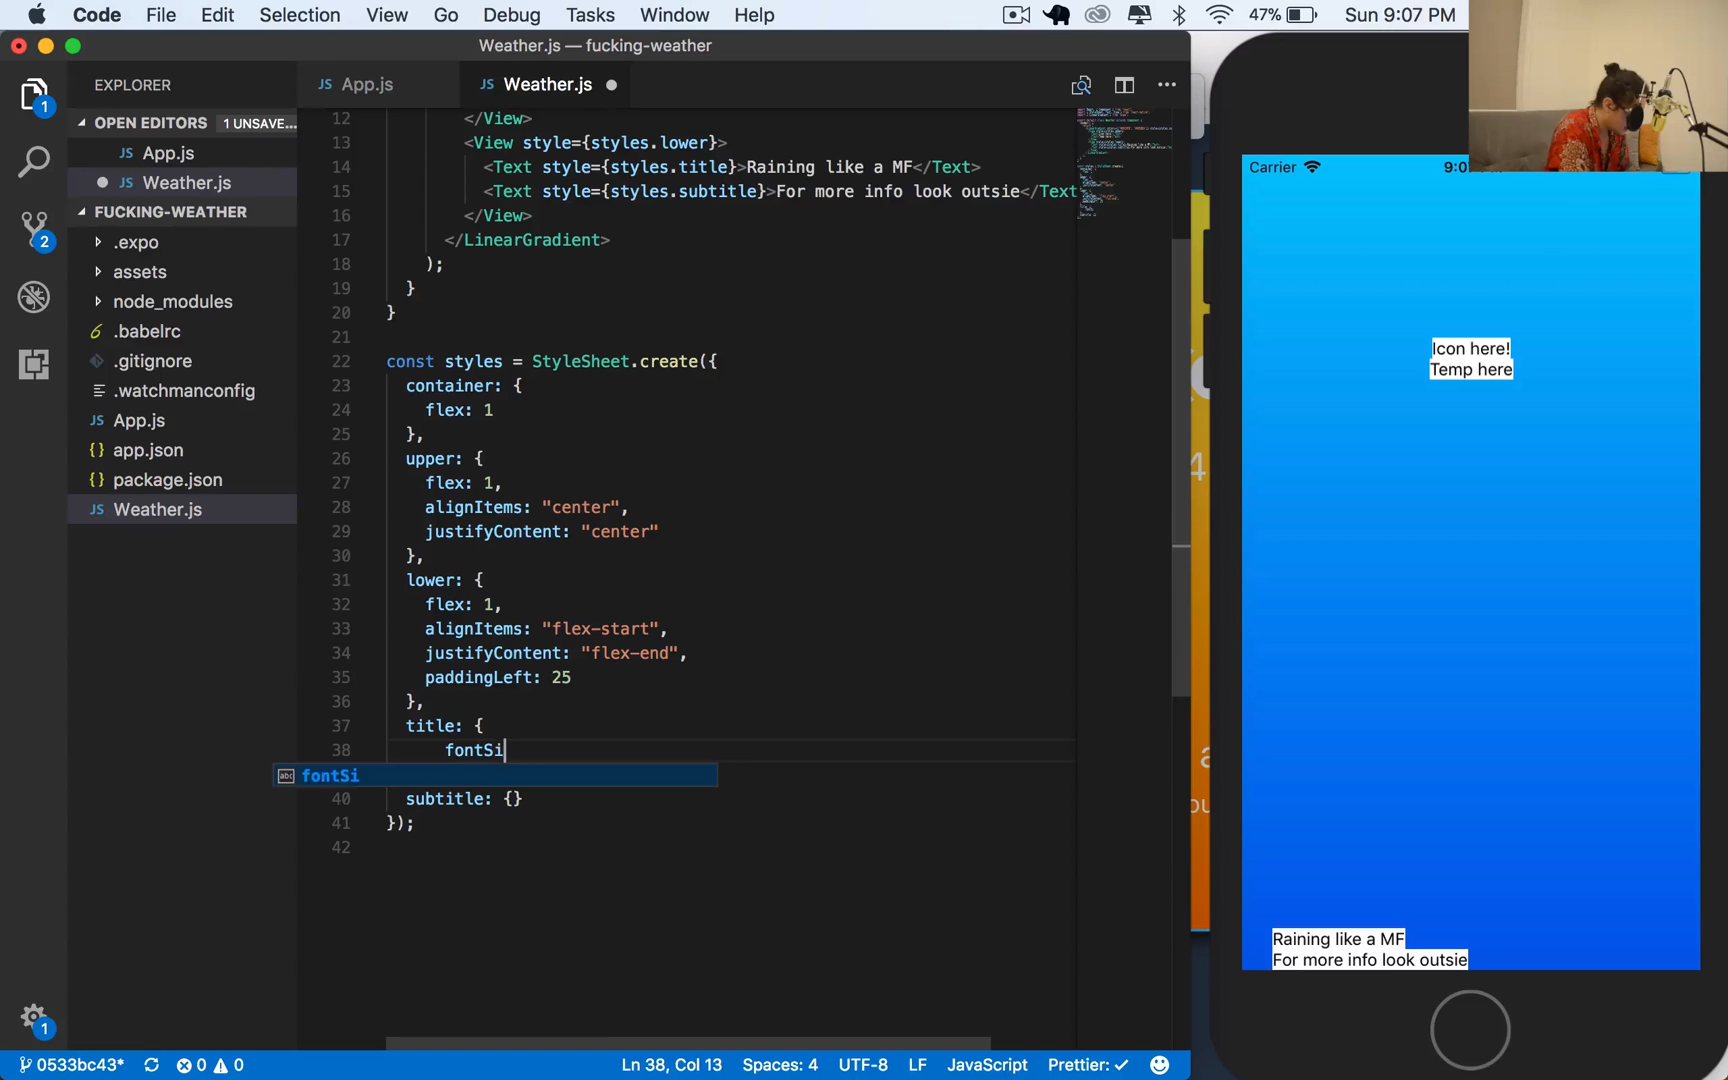 Code File Edit Selection View Go Debug Tasks Window Help 47% Sun 9:07 PM
Weather.js — fucking-weather
EXPLORER
OPEN EDITORS 1 UNSAVE...
JS App.js
JS Weather.js
FUCKING-WEATHER
.expo
assets
node_modules
.babelrc
.gitignore
.watchmanconfig
JS App.js
{} app.json
{} package.json
JS Weather.js
1
2
1
JS App.js JS Weather.js
12 </View>
13 <View style={styles.lower}>
14 <Text style={styles.title}>Raining like a MF</Text>
15 <Text style={styles.subtitle}>For more info look outsie</Text
16 </View>
17 </LinearGradient>
18 );
19 }
20 }
21
22 const styles = StyleSheet.create({
23 container: {
24 flex: 1
25 },
26 upper: {
27 flex: 1,
28 alignItems: "center",
29 justifyContent: "center"
30 },
31 lower: {
32 flex: 1,
33 alignItems: "flex-start",
34 justifyContent: "flex-end",
35 paddingLeft: 25
36 },
37 title: {
38 fontSi
abc fontSi
40 subtitle: {}
41 });
42
0533bc43* 0 0 Ln 38, Col 13 Spaces: 4 UTF-8 LF JavaScript Prettier: ✓
Carrier 9:0
Icon here!
Temp here
Raining like a MF
For more info look outsie
4